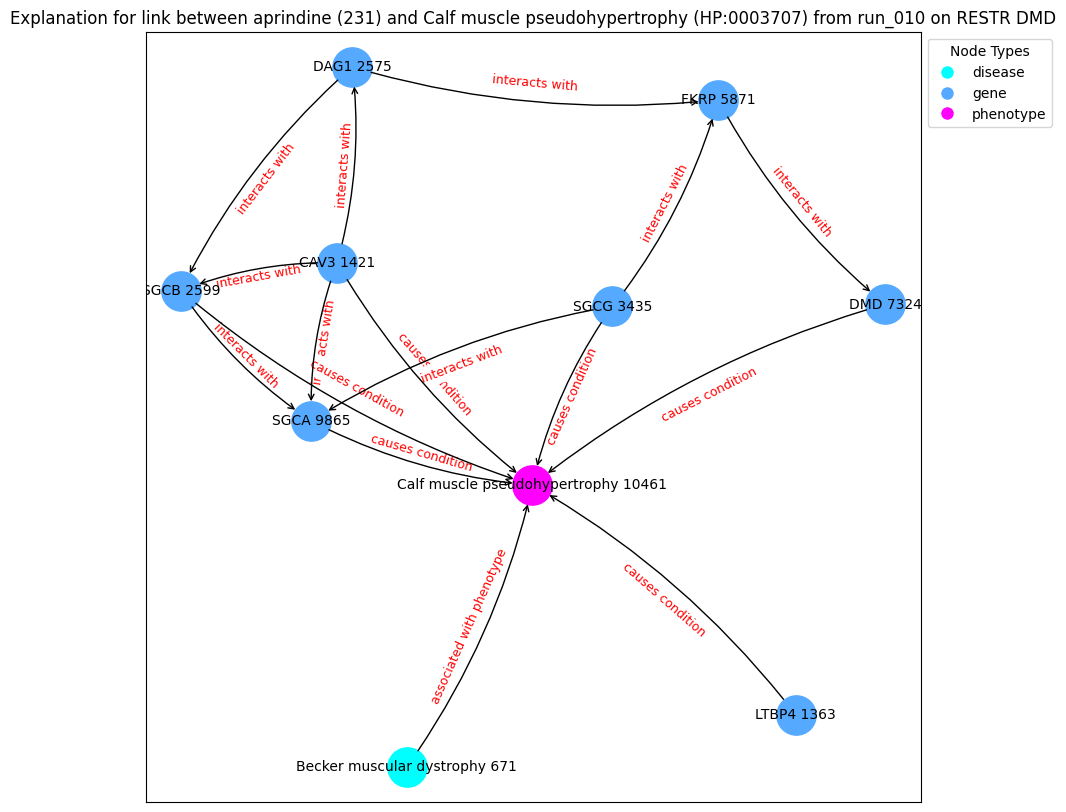 Explanation for link between aprindine (231) and Calf muscle pseudohypertrophy (HP:0003707) from run_010 on RESTR DMD
Node Types
disease
gene
phenotype
DAG1 2575
interacts with
FKRP 5871
interacts with
interacts with
interacts with
interacts with
CAV3 1421
interacts with
SGCB 2599
SGCG 3435
DMD 7324
interacts with
acts with
causes
ndition
interacts with
causes condition
causes condition
causes condition
SGCA 9865
causes condition
Calf muscle pseudohypertrophy 10461
associated with phenotype
causes condition
LTBP4 1363
Becker muscular dystrophy 671